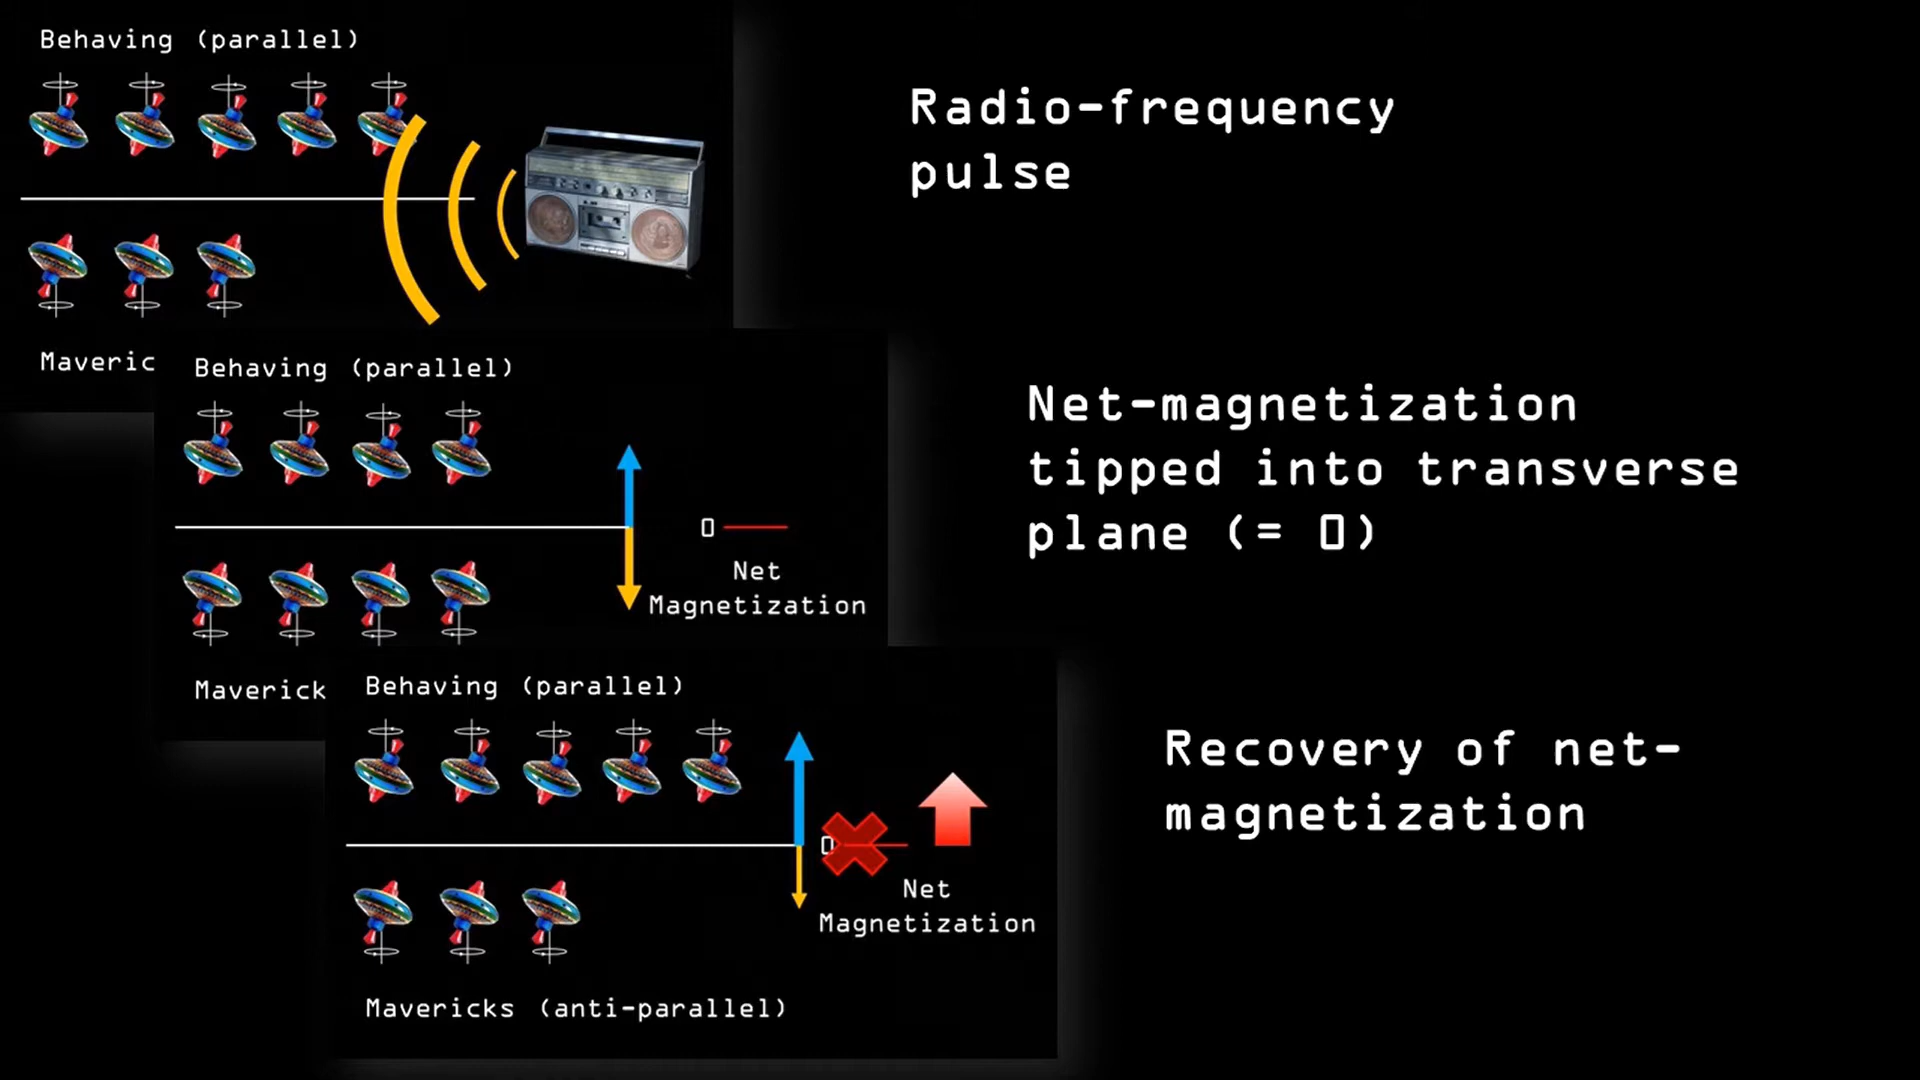 Behaving (parallel)
Radio-frequency
pulse
Maveric
Behaving (parallel)
Net-magnetization
tipped into transverse
plane (= 0)
0
Net
Magnetization
Maverick
Behaving (parallel)
Recovery of net-
magnetization
0
Net
Magnetization
Mavericks (anti-parallel)